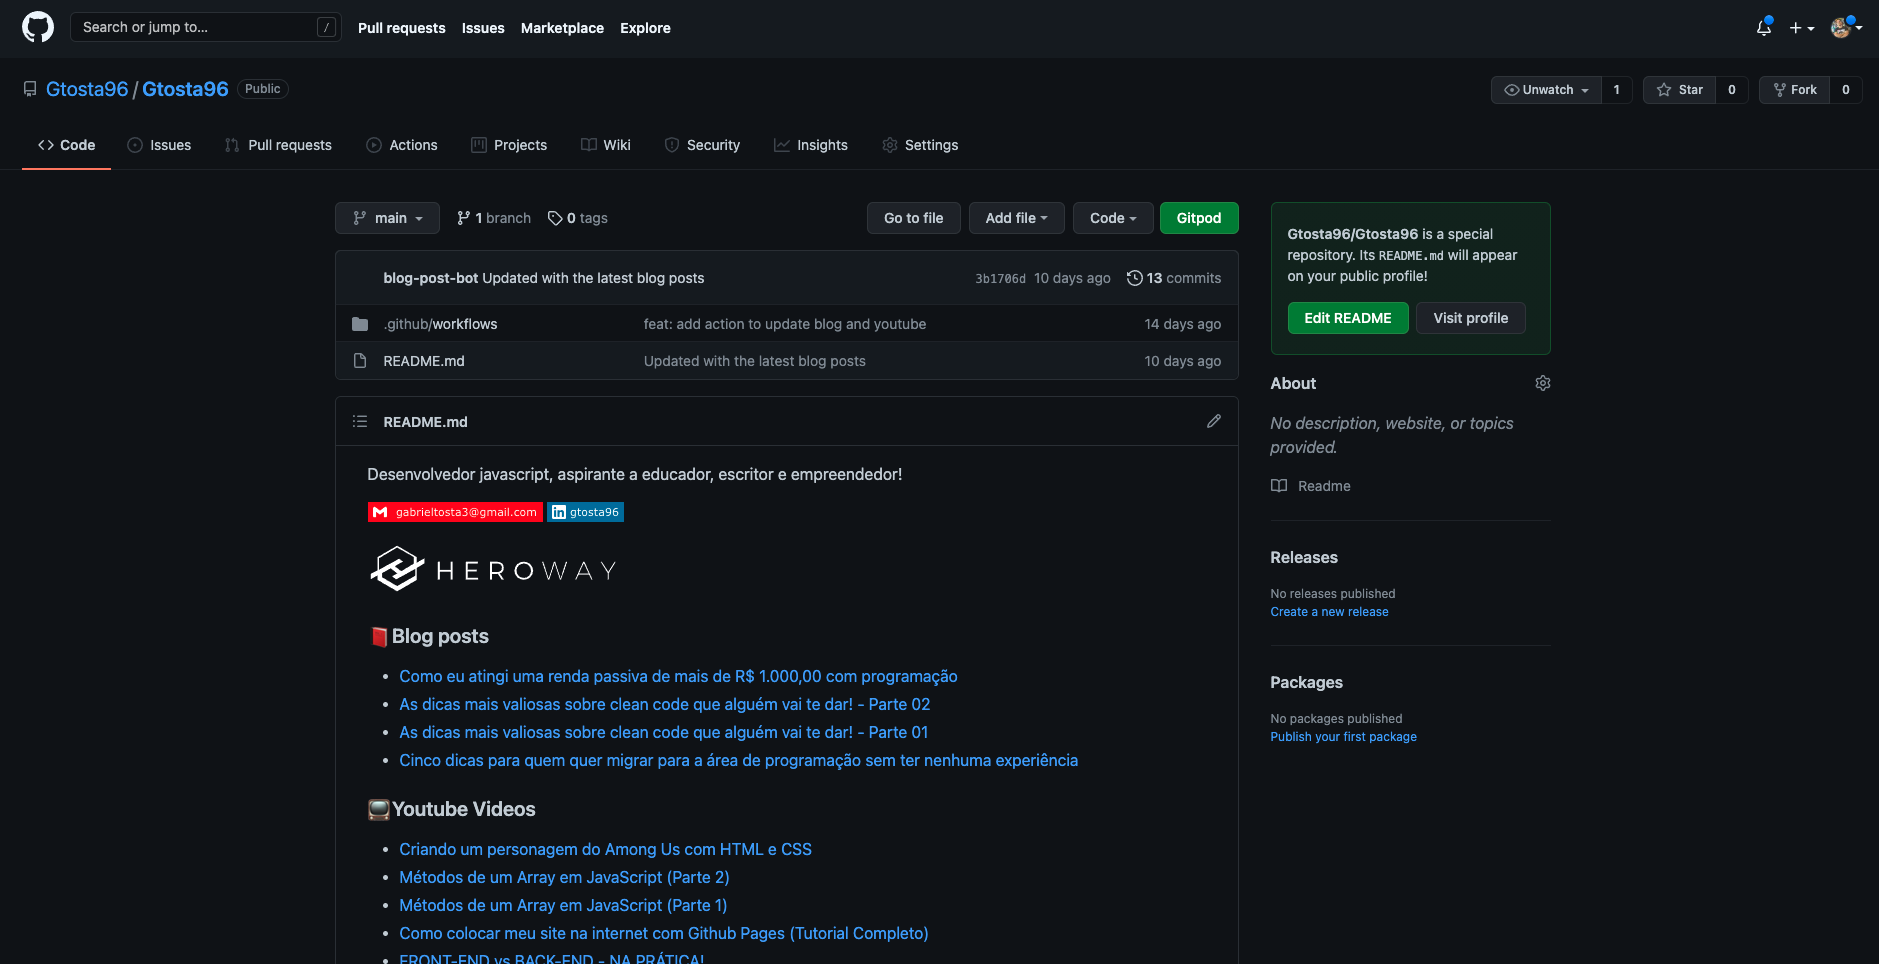 Search or jump to... /
Pull requests Issues Marketplace Explore
Gtosta96 / Gtosta96 Public
Unwatch 1 Star 0 Fork 0
Code Issues Pull requests Actions Projects Wiki Security Insights Settings
main 1 branch 0 tags Go to file Add file Code Gitpod
blog-post-bot Updated with the latest blog posts 3b1706d 10 days ago 13 commits
.github/workflows feat: add action to update blog and youtube 14 days ago
README.md Updated with the latest blog posts 10 days ago
README.md
Desenvolvedor javascript, aspirante a educador, escritor e empreendedor!
gabrieltosta3@gmail.com gtosta96
HEROWAY
Blog posts
Como eu atingi uma renda passiva de mais de R$ 1.000,00 com programação
As dicas mais valiosas sobre clean code que alguém vai te dar! - Parte 02
As dicas mais valiosas sobre clean code que alguém vai te dar! - Parte 01
Cinco dicas para quem quer migrar para a área de programação sem ter nenhuma experiência
Youtube Videos
Criando um personagem do Among Us com HTML e CSS
Métodos de um Array em JavaScript (Parte 2)
Métodos de um Array em JavaScript (Parte 1)
Como colocar meu site na internet com Github Pages (Tutorial Completo)
FRONT-END vs BACK-END - NA PRÁTICA!
Gtosta96/Gtosta96 is a special
repository. Its README.md will appear
on your public profile!
Edit README Visit profile
About
No description, website, or topics
provided.
Readme
Releases
No releases published
Create a new release
Packages
No packages published
Publish your first package